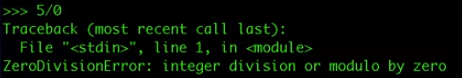 >>> 5/0
Traceback (most recent call last):
  File "<stdin>", line 1, in <module>
ZeroDivisionError: integer division or modulo by zero